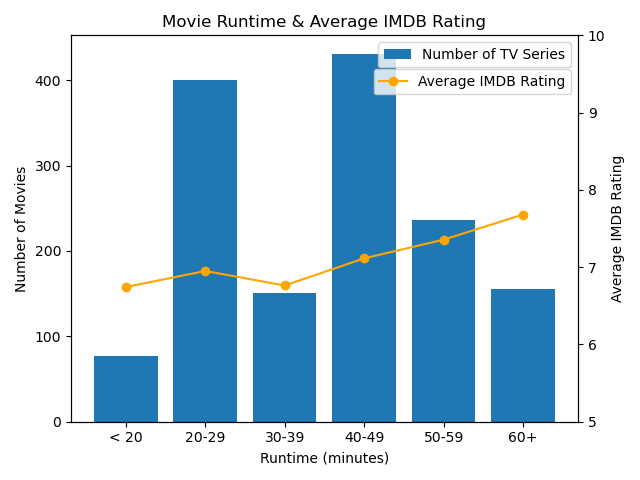 Movie Runtime & Average IMDB Rating
Number of TV Series
Average IMDB Rating
Number of Movies
400
300
200
100
0
10
9
8
7
6
5
Average IMDB Rating
< 20 20-29 30-39 40-49 50-59 60+
Runtime (minutes)